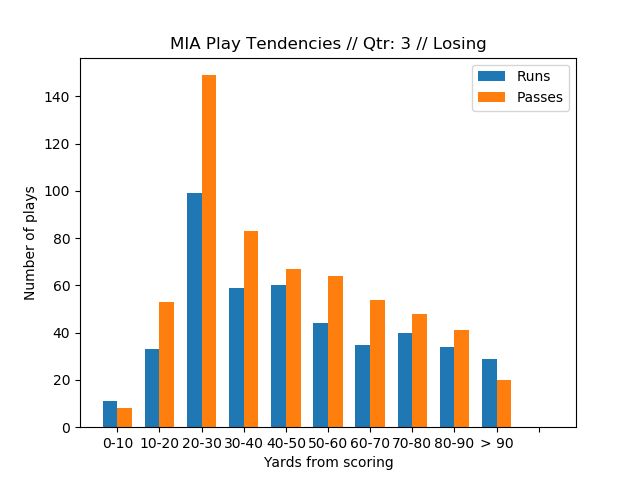 MIA Play Tendencies // Qtr: 3 // Losing
Runs
Passes
Number of plays
140
120
100
80
60
40
20
0
0-10 10-20 20-30 30-40 40-50 50-60 60-70 70-80 80-90 > 90
Yards from scoring